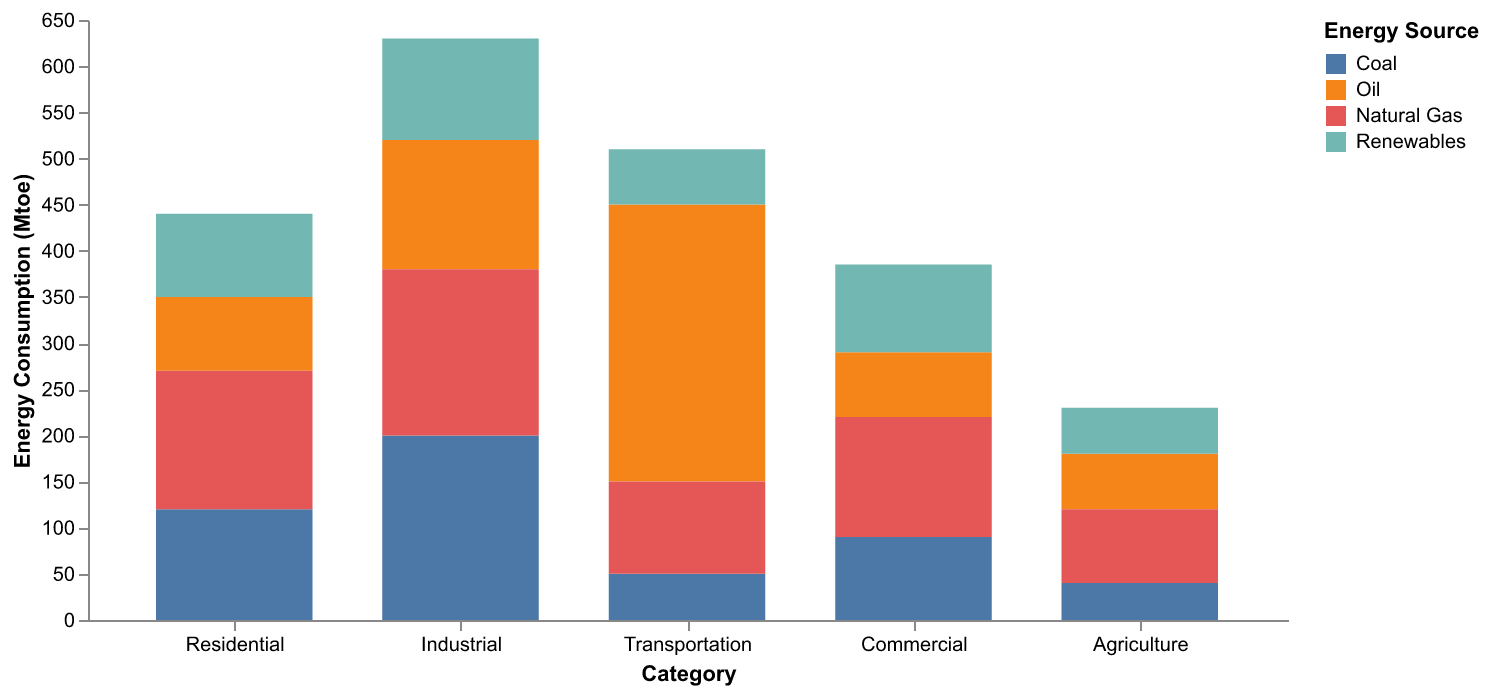 Energy Consumption (Mtoe)
650
600
550
500
450
400
350
300
250
200
150
100
50
0
Residential
Industrial
Transportation
Commercial
Agriculture
Category
Energy Source
Coal
Oil
Natural Gas
Renewables